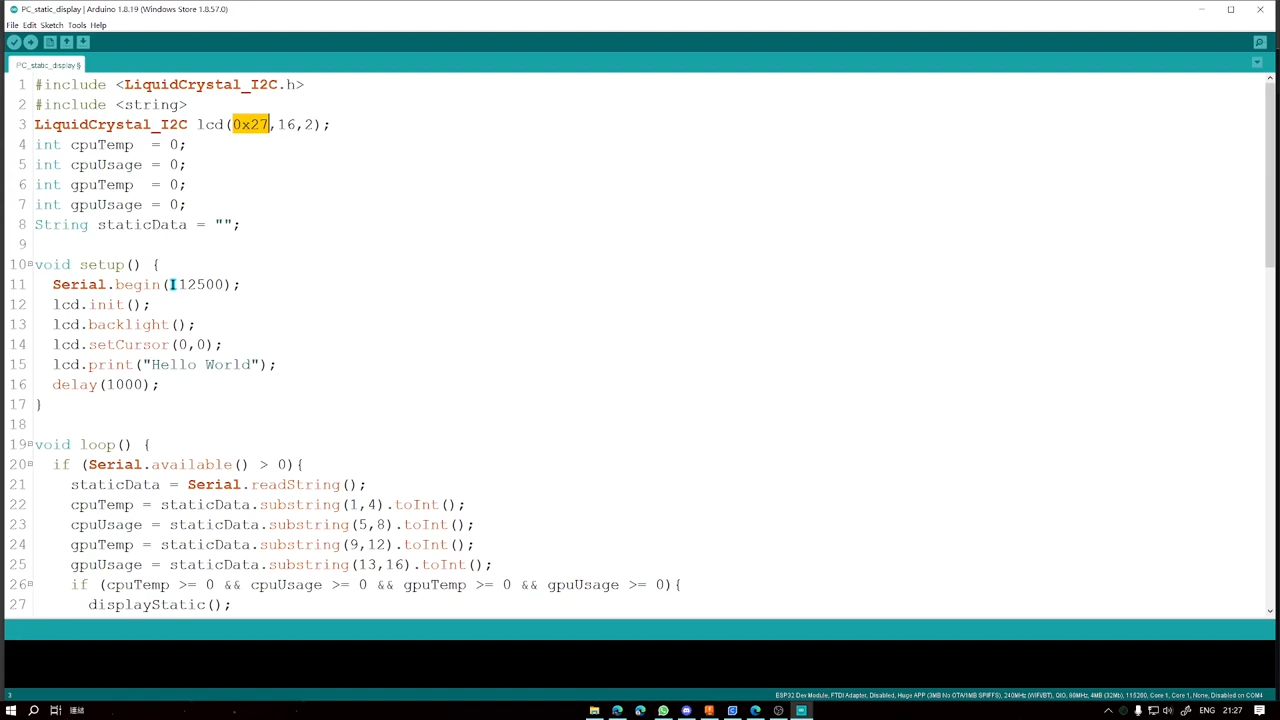 PC_static_display | Arduino 1.8.19 (Windows Store 1.8.57.0)
File Edit Sketch Tools Help
PC_static_display §
1 #include <LiquidCrystal_I2C.h>
2 #include <string>
3 LiquidCrystal_I2C lcd(0x27,16,2);
4 int cpuTemp  = 0;
5 int cpuUsage = 0;
6 int gpuTemp  = 0;
7 int gpuUsage = 0;
8 String staticData = "";
9
10 void setup() {
11   Serial.begin(112500);
12   lcd.init();
13   lcd.backlight();
14   lcd.setCursor(0,0);
15   lcd.print("Hello World");
16   delay(1000);
17 }
18
19 void loop() {
20   if (Serial.available() > 0){
21     staticData = Serial.readString();
22     cpuTemp = staticData.substring(1,4).toInt();
23     cpuUsage = staticData.substring(5,8).toInt();
24     gpuTemp = staticData.substring(9,12).toInt();
25     gpuUsage = staticData.substring(13,16).toInt();
26     if (cpuTemp >= 0 && cpuUsage >= 0 && gpuTemp >= 0 && gpuUsage >= 0){
27       displayStatic();
3
ESP32 Dev Module, FTDI Adapter, Disabled, Huge APP (3MB No OTA/1MB SPIFFS), 240MHz (WiFi/BT), QIO, 80MHz, 4MB (32Mb), 115200, Core 1, Core 1, None, Disabled on COM4
連結
ENG 21:27